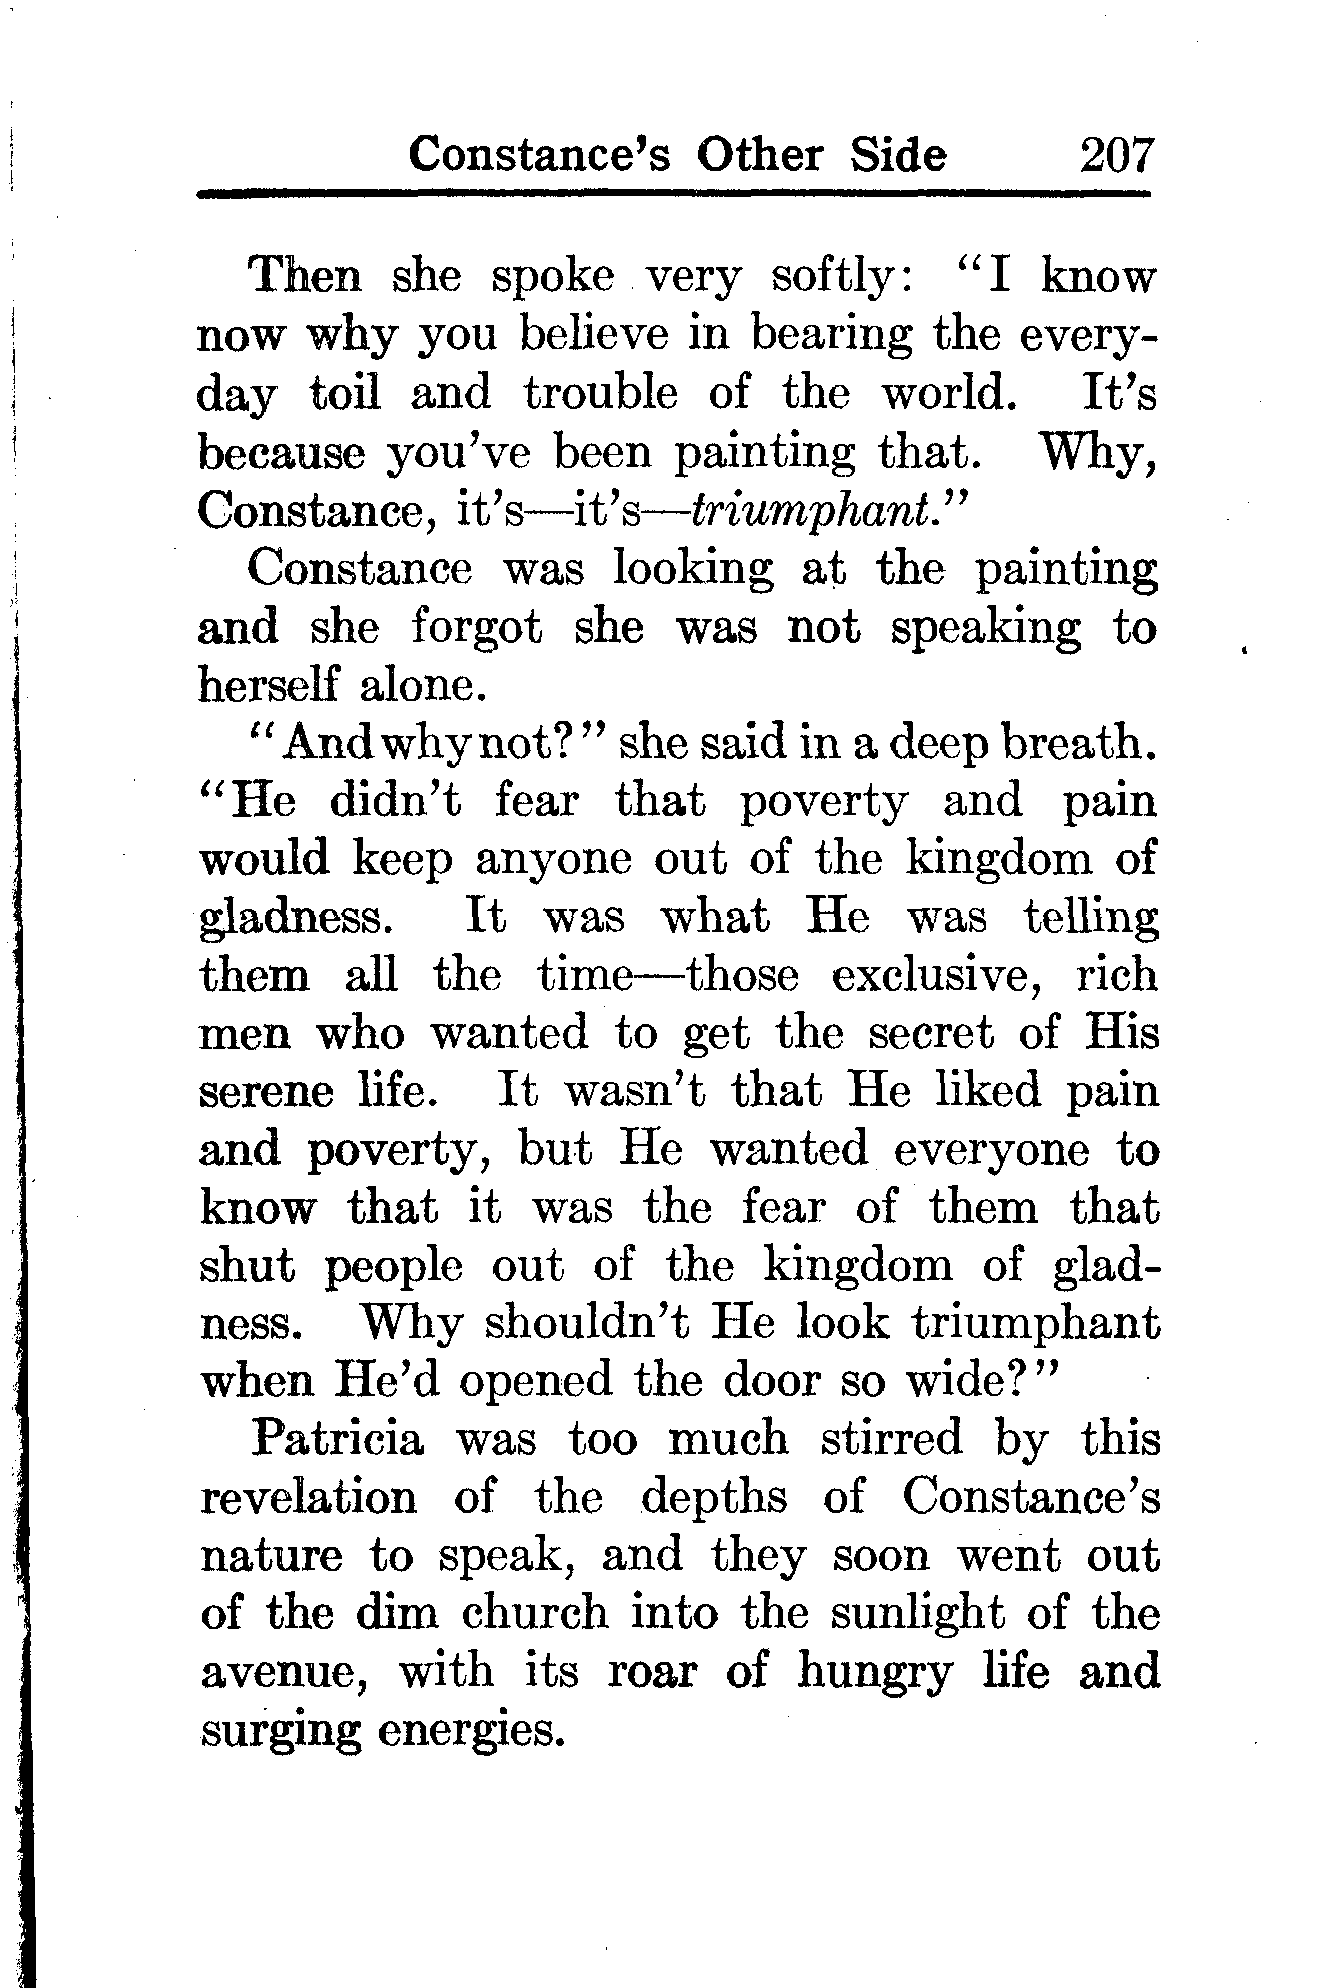 Constance's Other Side 207
Then she spoke very softly: "I know
now why you believe in bearing the every-
day toil and trouble of the world. It's
because you've been painting that. Why,
Constance, it's—it's—triumphant."
Constance was looking at the painting
and she forgot she was not speaking to
herself alone.
"And why not?" she said in a deep breath.
"He didn't fear that poverty and pain
would keep anyone out of the kingdom of
gladness. It was what He was telling
them all the time—those exclusive, rich
men who wanted to get the secret of His
serene life. It wasn't that He liked pain
and poverty, but He wanted everyone to
know that it was the fear of them that
shut people out of the kingdom of glad-
ness. Why shouldn't He look triumphant
when He'd opened the door so wide?"
Patricia was too much stirred by this
revelation of the depths of Constance's
nature to speak, and they soon went out
of the dim church into the sunlight of the
avenue, with its roar of hungry life and
surging energies.